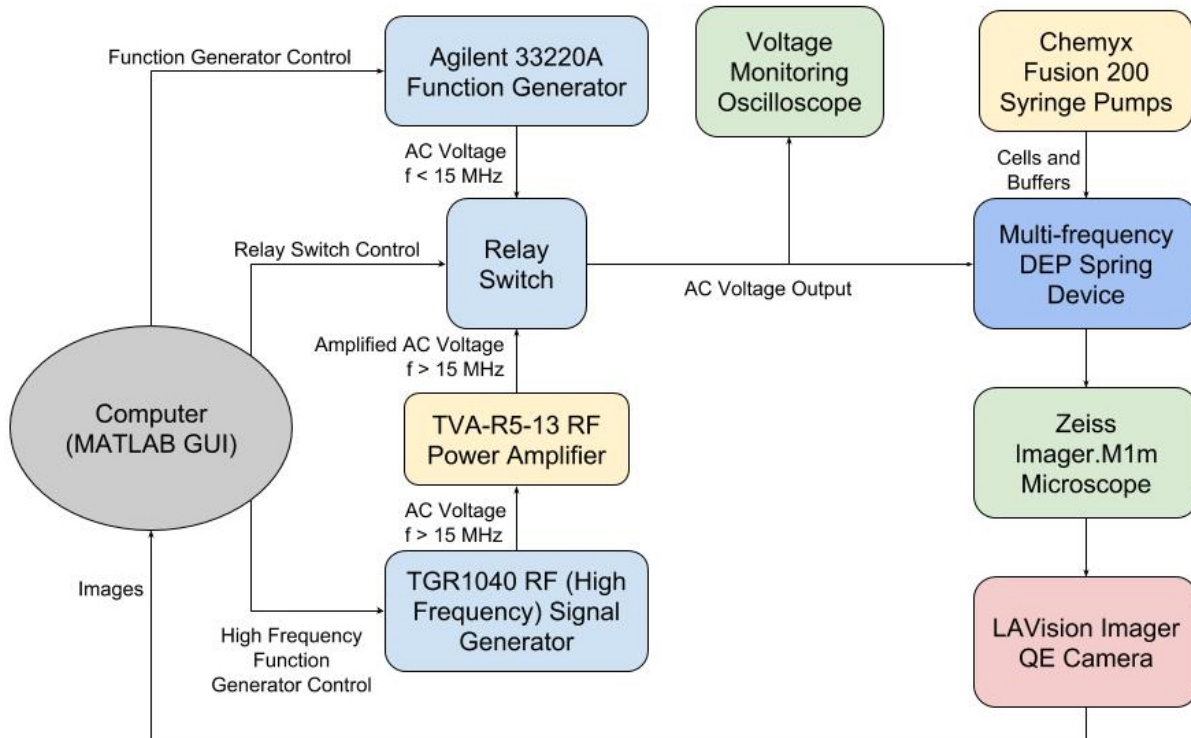 Function Generator Control
Agilent 33220A
Function Generator
Voltage
Monitoring
Oscilloscope
Chemyx
Fusion 200
Syringe Pumps
AC Voltage
f < 15 MHz
Cells and
Buffers
Relay Switch Control
Relay
Switch
AC Voltage Output
Multi-frequency
DEP Spring
Device
Amplified AC Voltage
f > 15 MHz
Computer
(MATLAB GUI)
TVA-R5-13 RF
Power Amplifier
Zeiss
Imager.M1m
Microscope
AC Voltage
f > 15 MHz
Images
TGR1040 RF (High
Frequency) Signal
Generator
High Frequency
Function
Generator Control
LAVision Imager
QE Camera